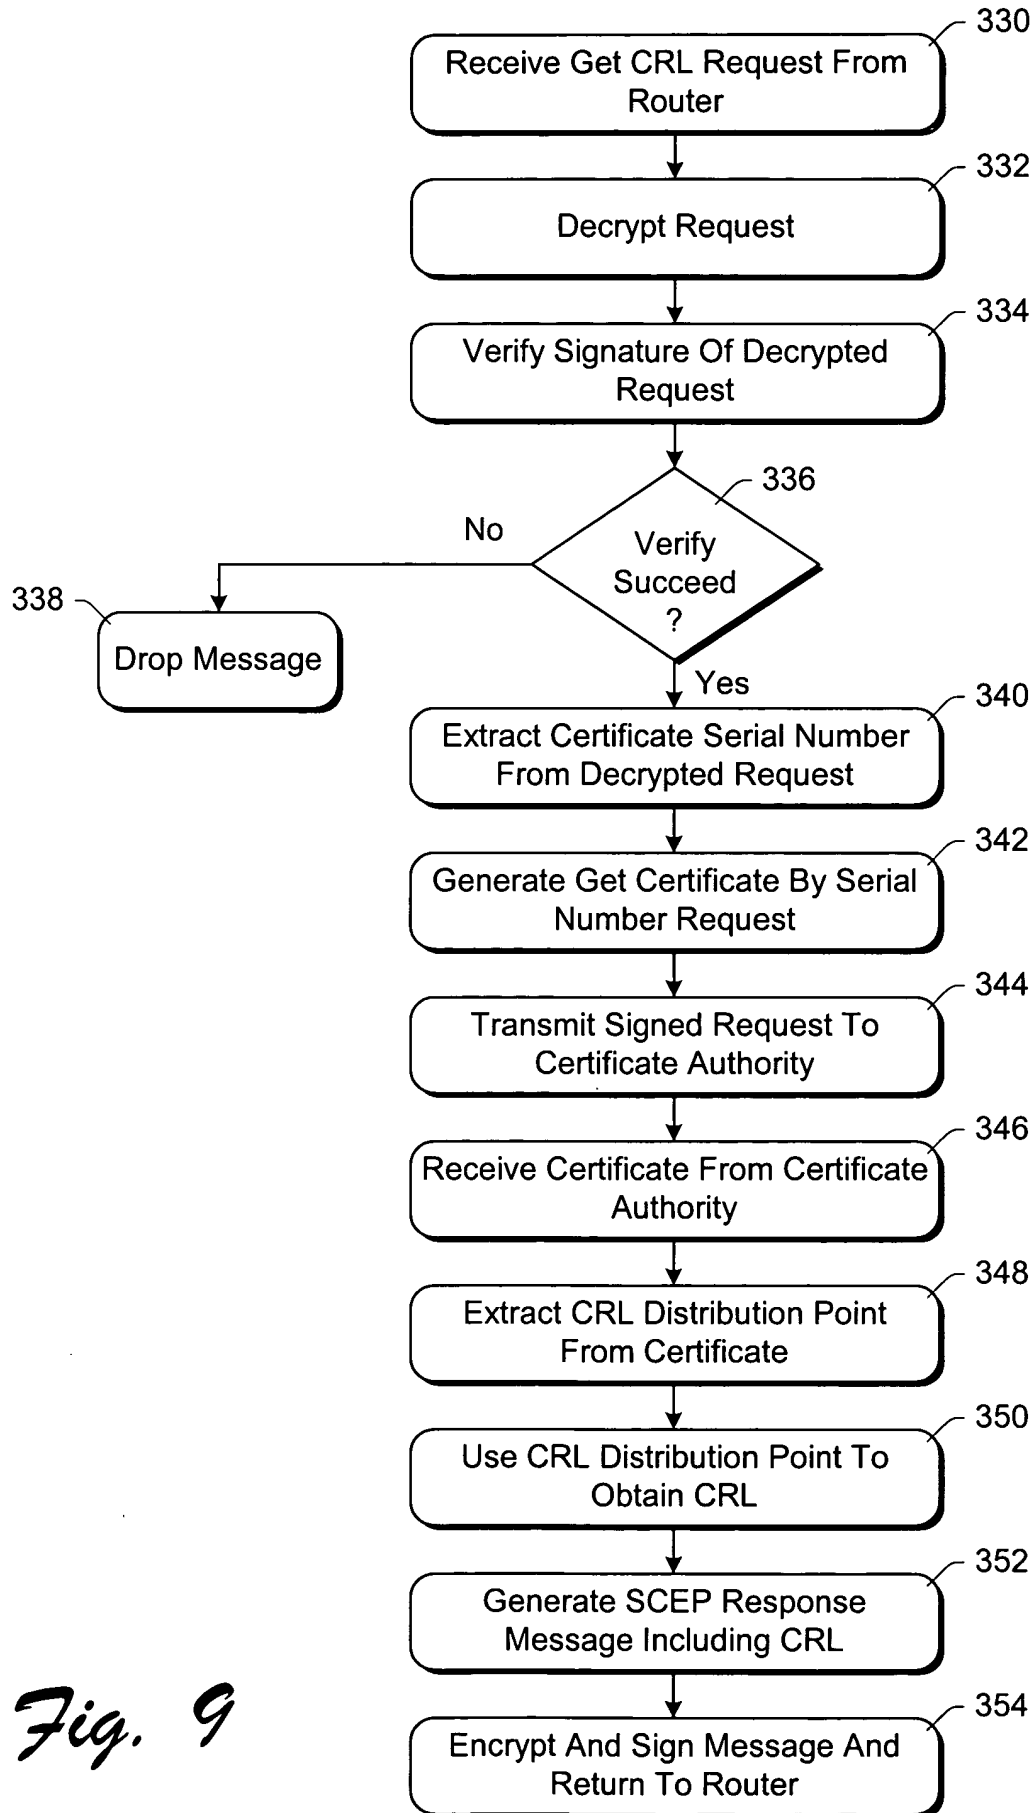 330
Receive Get CRL Request From
Router
332
Decrypt Request
334
Verify Signature Of Decrypted
Request
336
Verify
Succeed
?
No
338
Drop Message
Yes
340
Extract Certificate Serial Number
From Decrypted Request
342
Generate Get Certificate By Serial
Number Request
344
Transmit Signed Request To
Certificate Authority
346
Receive Certificate From Certificate
Authority
348
Extract CRL Distribution Point
From Certificate
350
Use CRL Distribution Point To
Obtain CRL
352
Generate SCEP Response
Message Including CRL
354
Encrypt And Sign Message And
Return To Router
Fig. 9